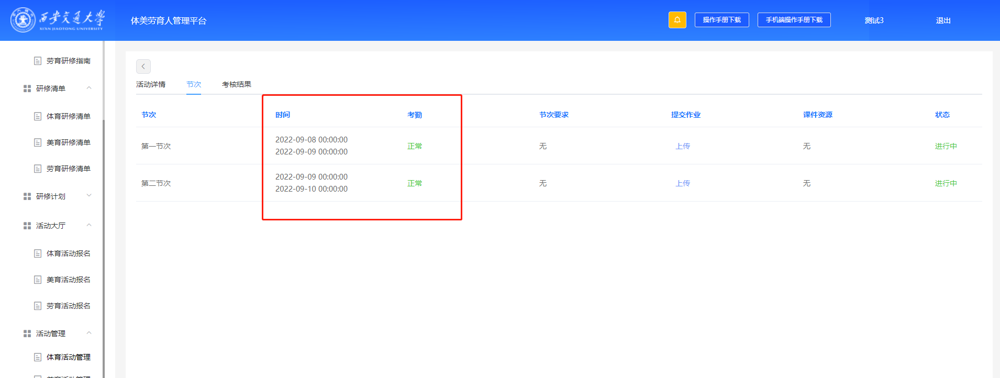 西安交通大学
XI'AN JIAOTONG UNIVERSITY
体美劳育人管理平台
操作手册下载
手机端操作手册下载
测试3
退出
劳育研修指南
研修清单
体育研修清单
美育研修清单
劳育研修清单
研修计划
活动大厅
体育活动报名
美育活动报名
劳育活动报名
活动管理
体育活动管理
美育活动管理
活动详情 节次 考核结果
节次 时间 考勤 节次要求 提交作业 课件资源 状态
2022-09-08 00:00:00
第一节次 正常 无 上传 无 进行中
2022-09-09 00:00:00
2022-09-09 00:00:00
第二节次 正常 无 上传 无 进行中
2022-09-10 00:00:00